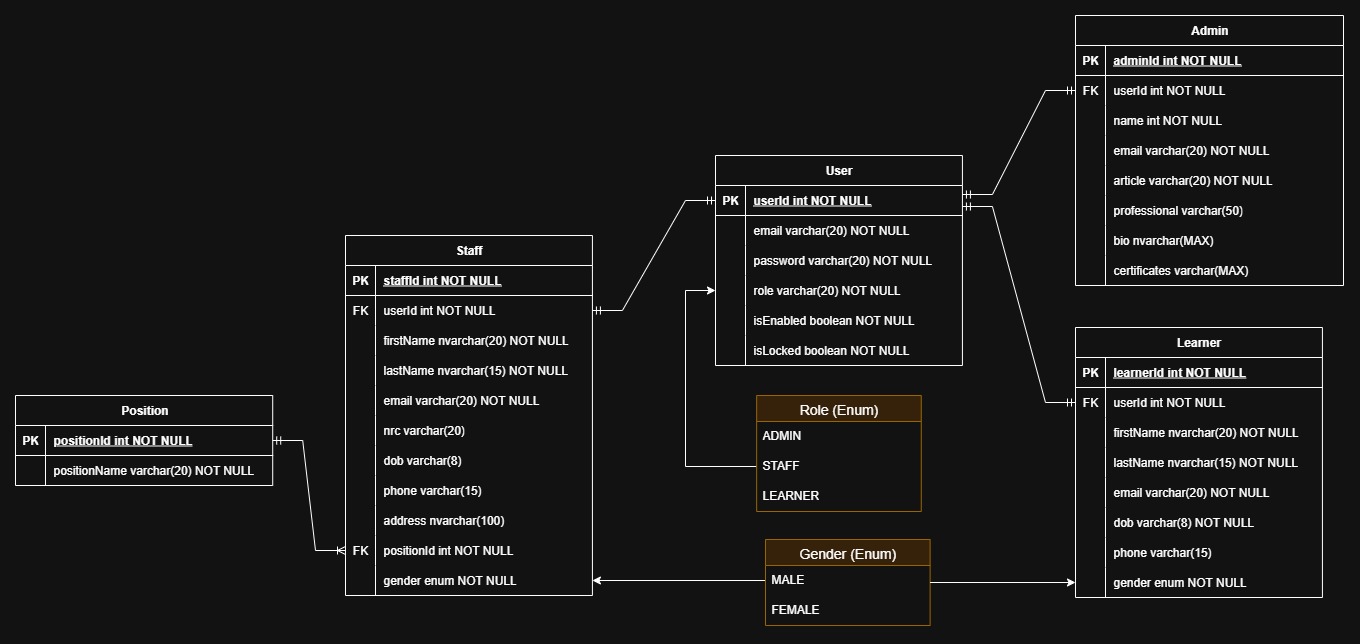 Admin
PK adminId int NOT NULL
FK userId int NOT NULL
name int NOT NULL
email varchar(20) NOT NULL
article varchar(20) NOT NULL
professional varchar(50)
bio nvarchar(MAX)
certificates varchar(MAX)
User
PK userId int NOT NULL
email varchar(20) NOT NULL
password varchar(20) NOT NULL
role varchar(20) NOT NULL
isEnabled boolean NOT NULL
isLocked boolean NOT NULL
Staff
PK staffId int NOT NULL
FK userId int NOT NULL
firstName nvarchar(20) NOT NULL
lastName nvarchar(15) NOT NULL
email varchar(20) NOT NULL
nrc varchar(20)
dob varchar(8)
phone varchar(15)
address nvarchar(100)
FK positionId int NOT NULL
gender enum NOT NULL
Learner
PK learnerId int NOT NULL
FK userId int NOT NULL
firstName nvarchar(20) NOT NULL
lastName nvarchar(15) NOT NULL
email varchar(20) NOT NULL
dob varchar(8) NOT NULL
phone varchar(15)
gender enum NOT NULL
Position
PK positionId int NOT NULL
positionName varchar(20) NOT NULL
Role (Enum)
ADMIN
STAFF
LEARNER
Gender (Enum)
MALE
FEMALE